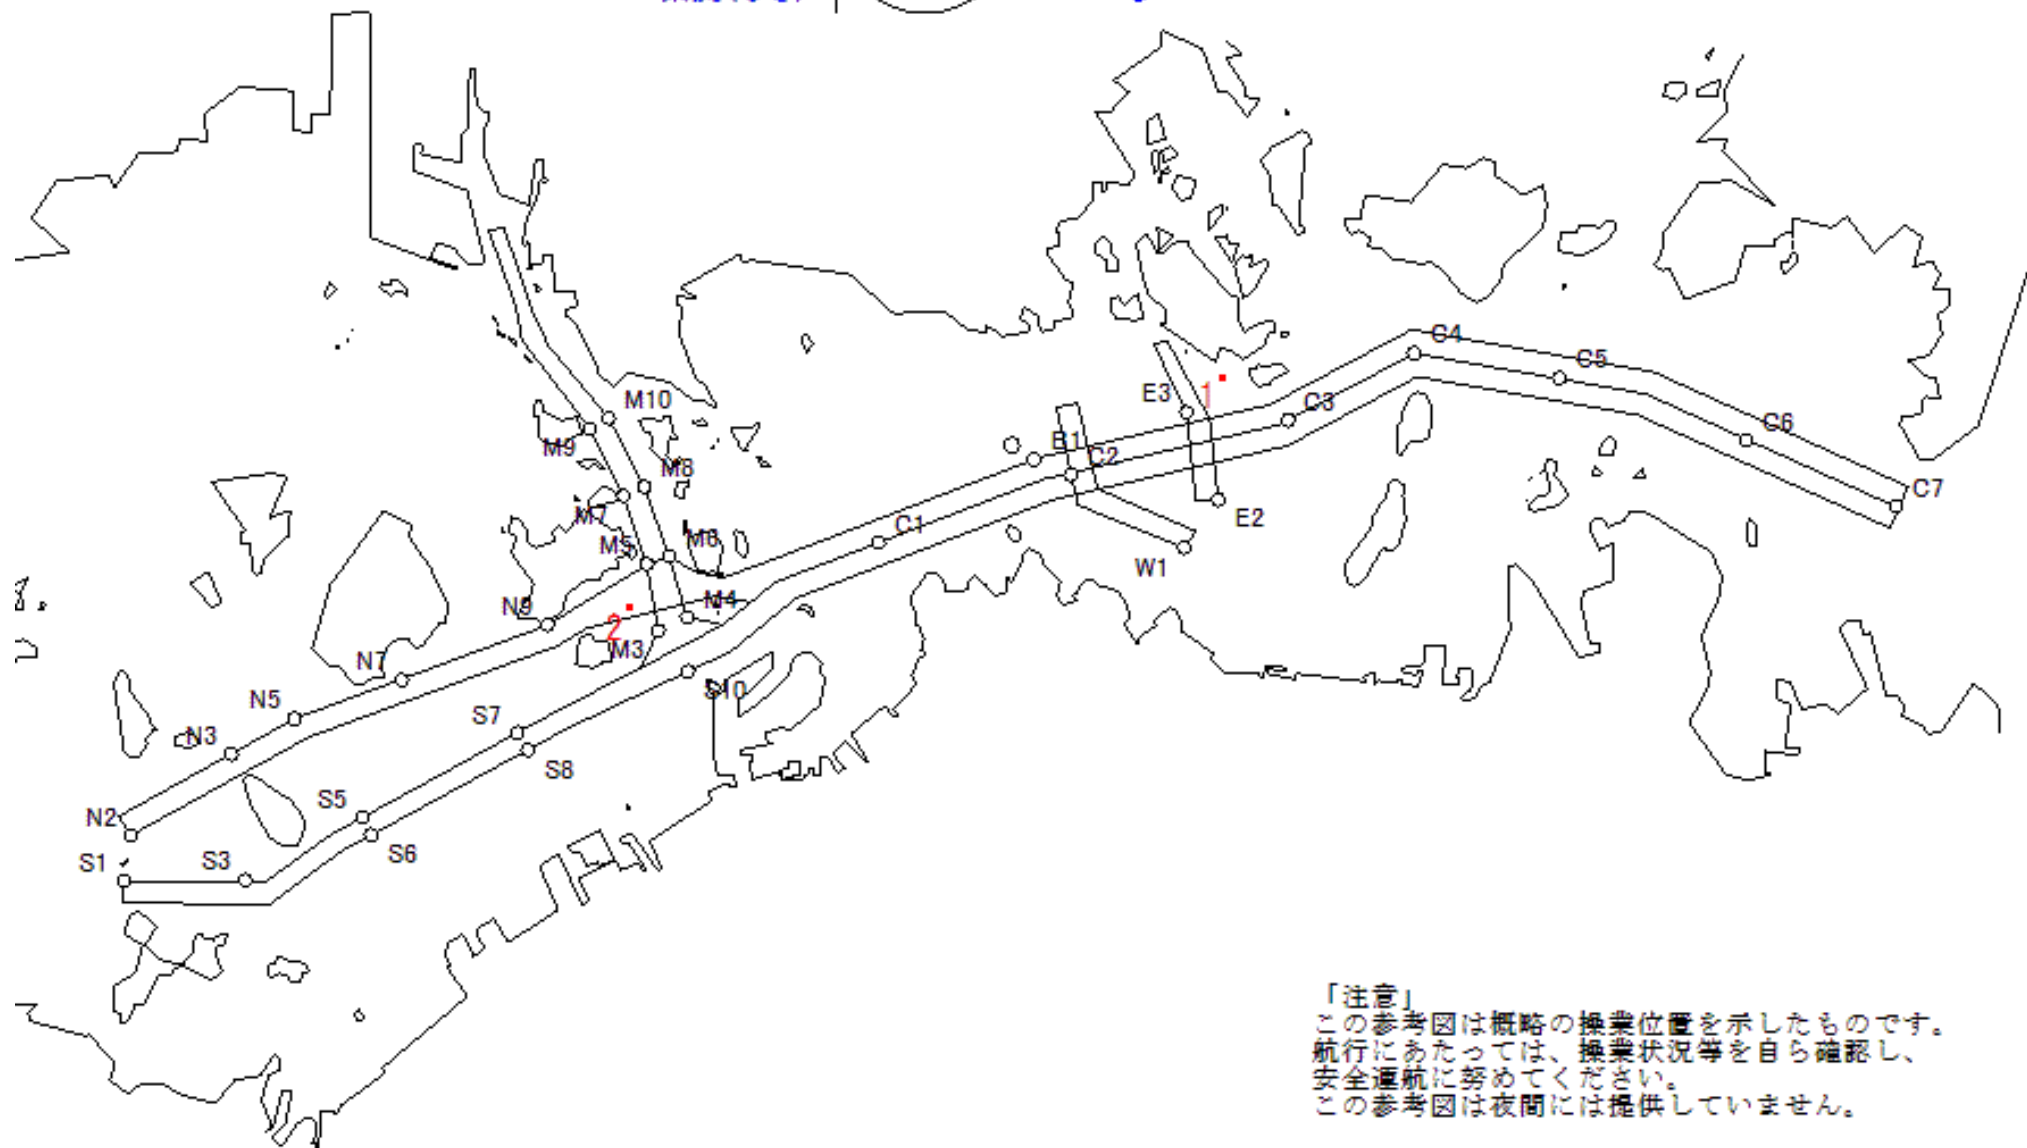 C4
C5
M10
E3
1
C3
C6
M9
B1
C2
M8
C7
M7
E2
C1
M6
M5
W1
N9
2
M4
M3
N7
S10
N5
S7
N3
S8
S5
N2
S6
S1
S3
「注意」
この参考図は概略の操業位置を示したものです。
航行にあたっては、操業状況等を自ら確認し、
安全運航に努めてください。
この参考図は夜間には提供していません。